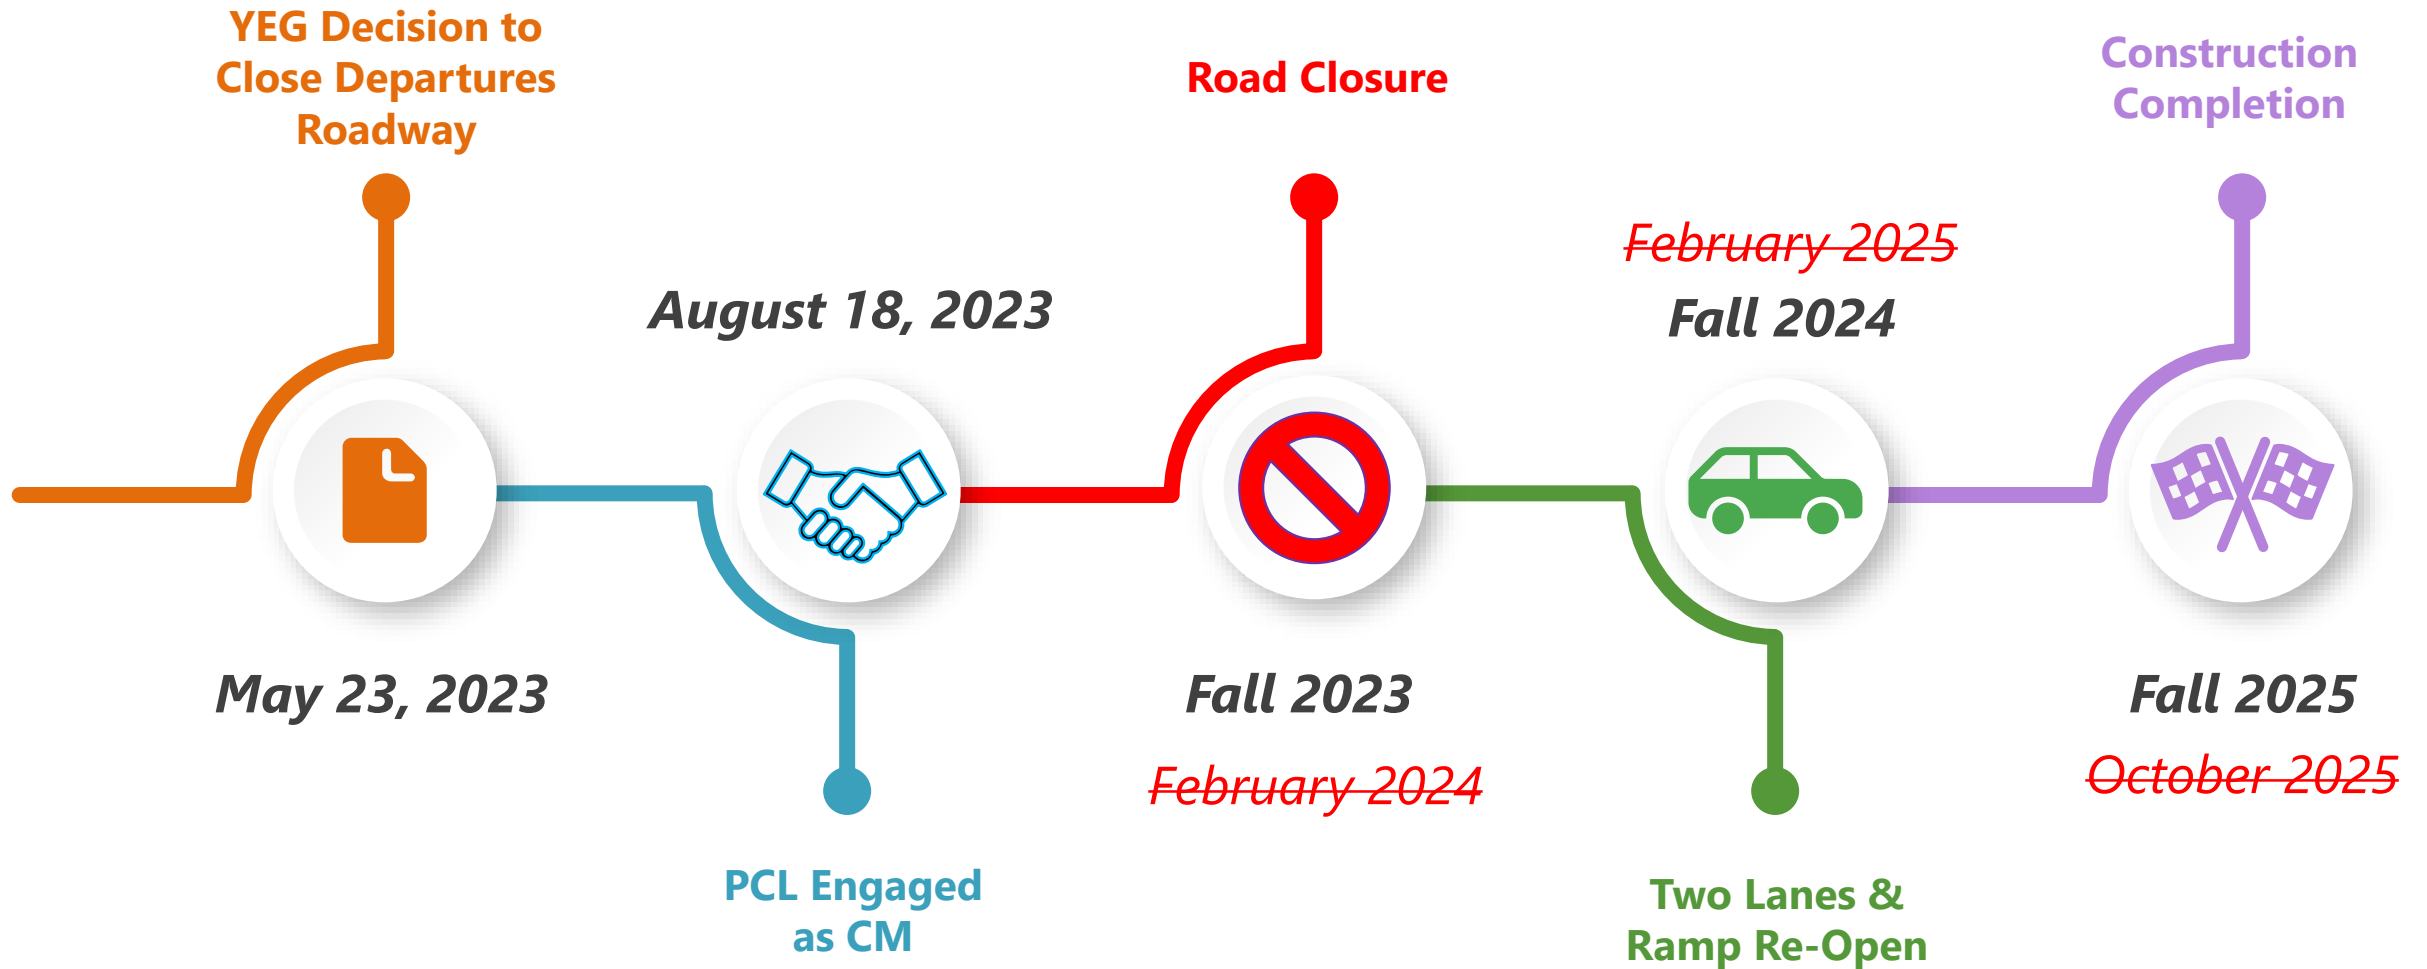 YEG Decision to
Close Departures
Roadway
May 23, 2023
August 18, 2023
PCL Engaged
as CM
Road Closure
Fall 2023
February 2024
February 2025
Fall 2024
Two Lanes &
Ramp Re-Open
Construction
Completion
Fall 2025
October 2025